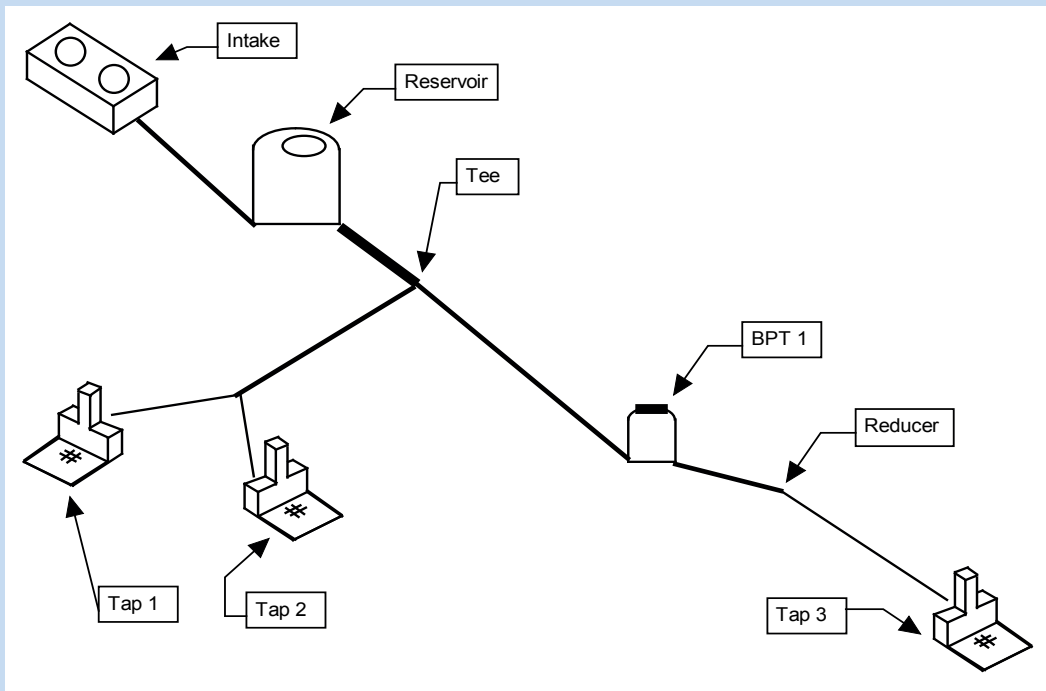 Intake
Reservoir
Tee
BPT 1
Reducer
Tap 1
Tap 2
Tap 3